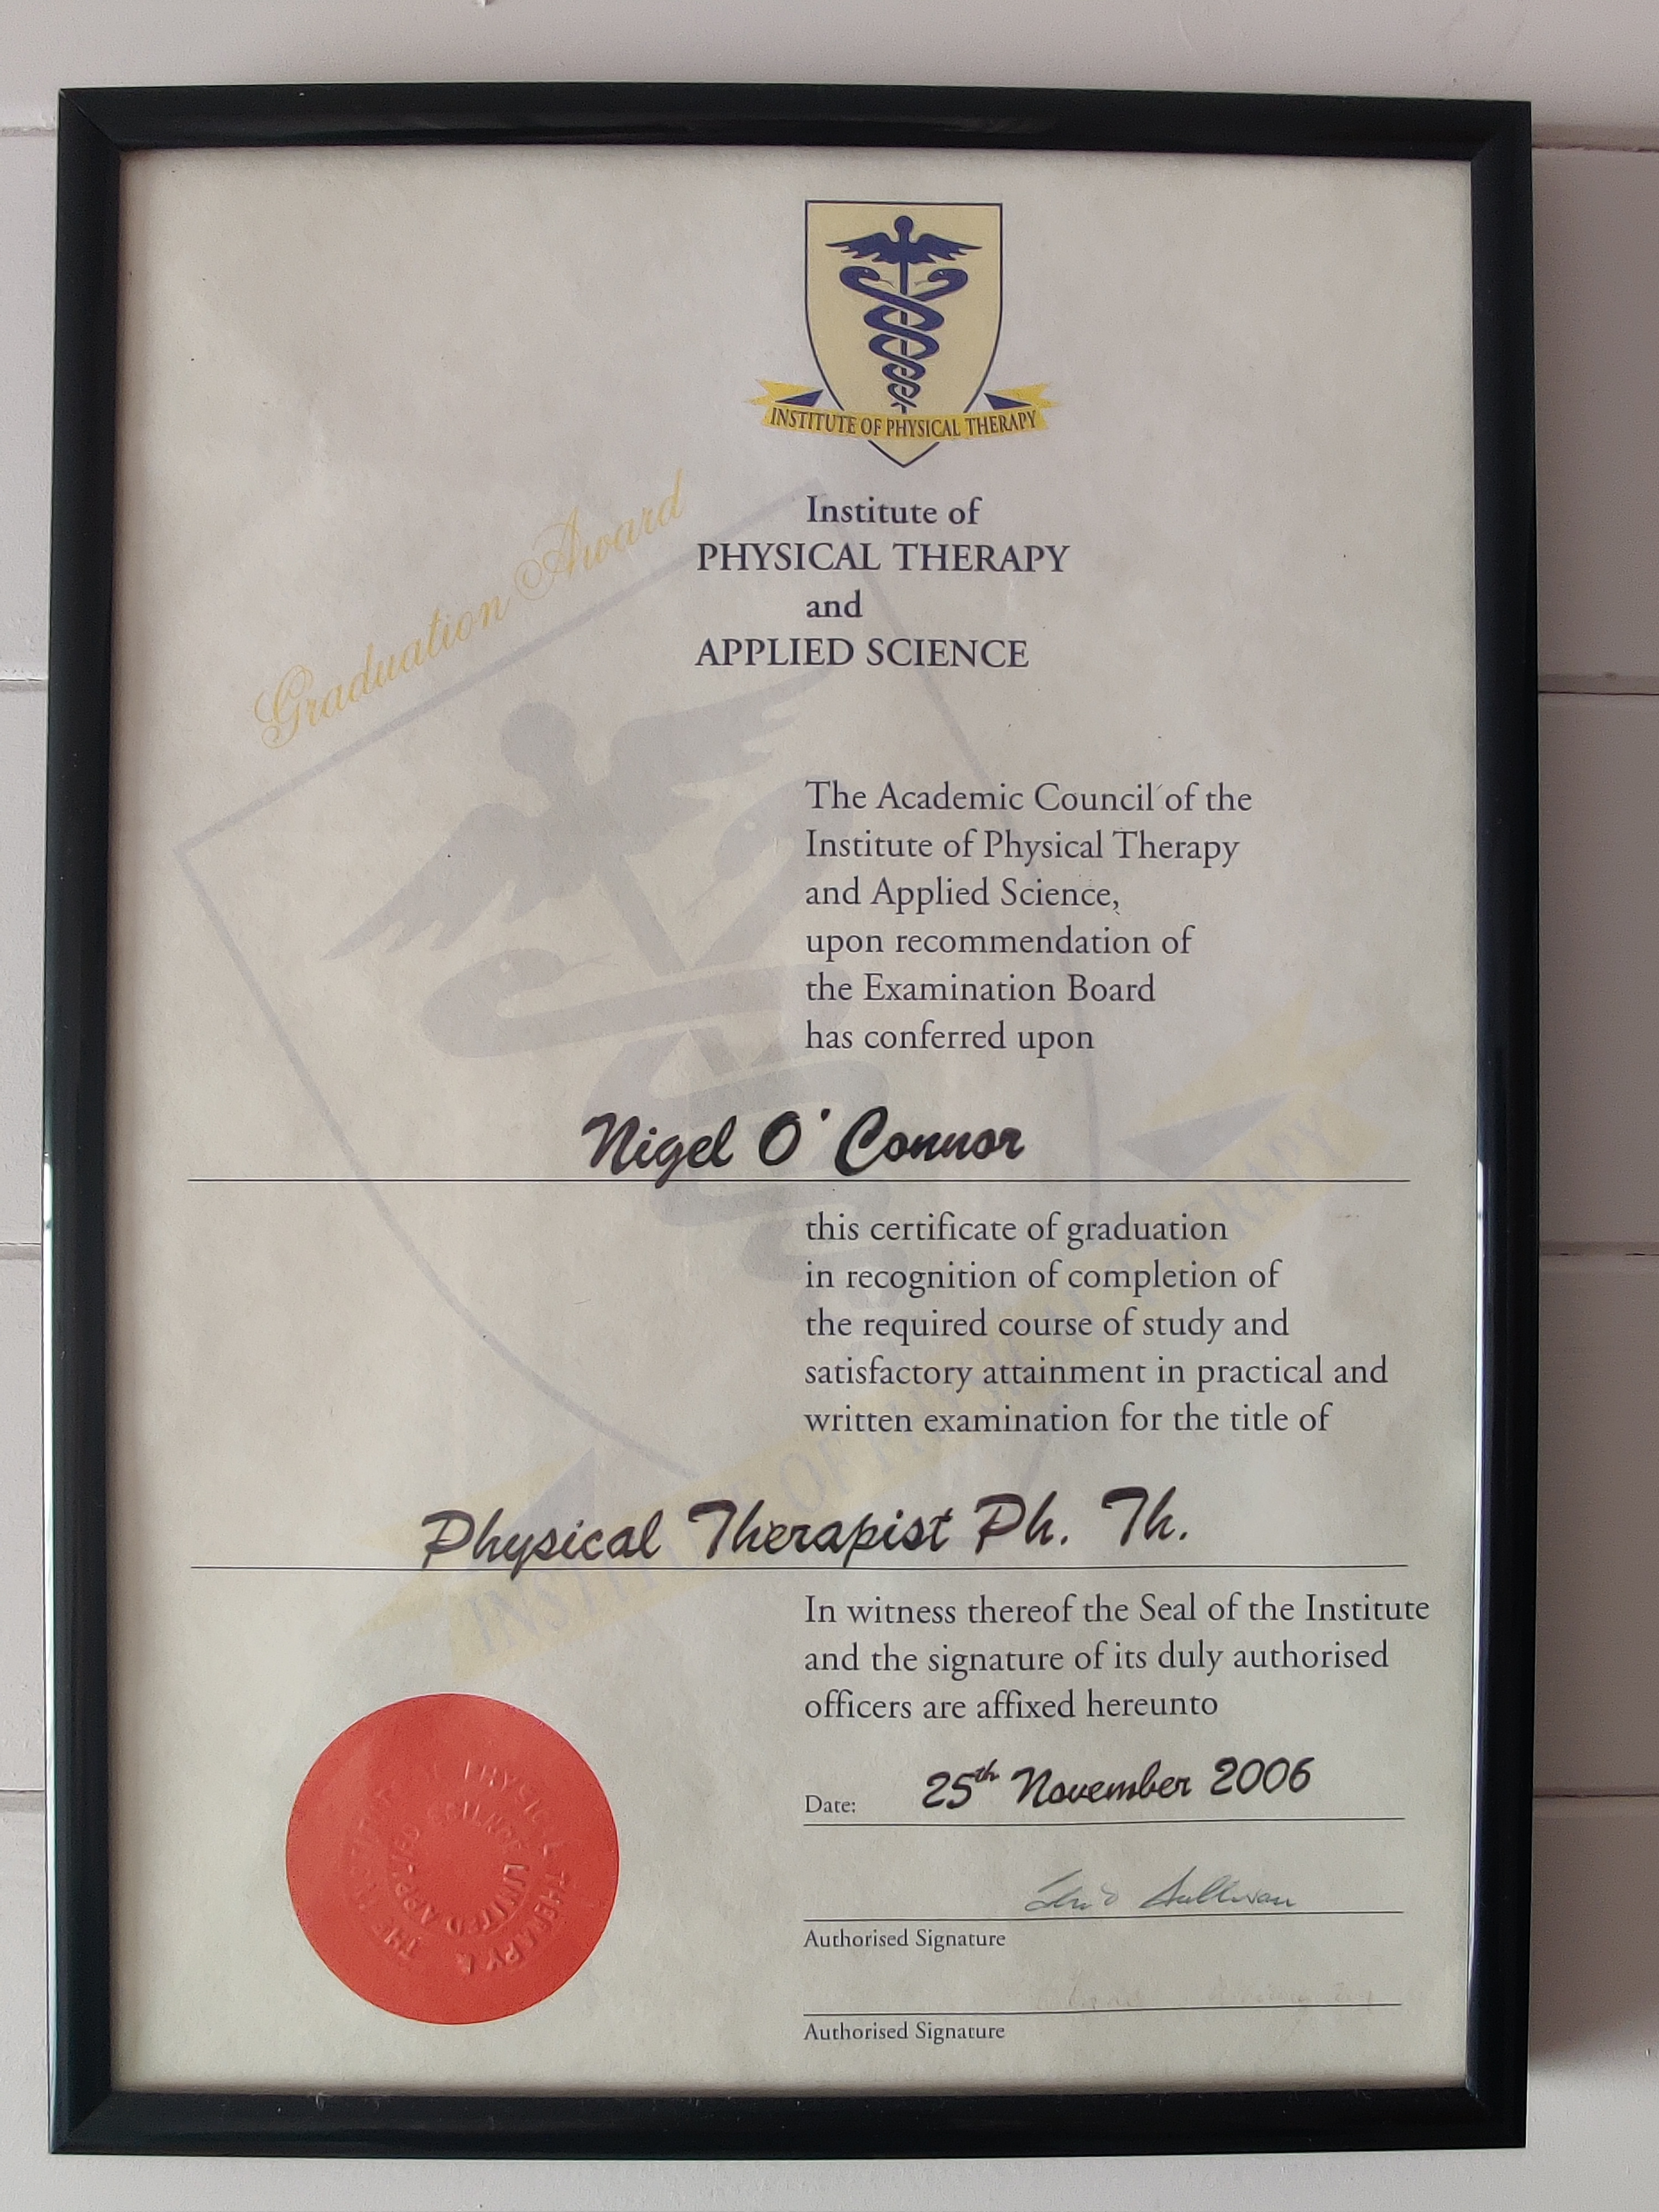 INSTITUTE OF PHYSICAL THERAPY
Graduation Award
Institute of
PHYSICAL THERAPY
and
APPLIED SCIENCE
The Academic Council of the
Institute of Physical Therapy
and Applied Science,
upon recommendation of
the Examination Board
has conferred upon
Nigel O'Connor
this certificate of graduation
in recognition of completion of
the required course of study and
satisfactory attainment in practical and
written examination for the title of
Physical Therapist Ph. Th.
INSTITUTE OF PHYSICAL THERAPY
In witness thereof the Seal of the Institute
and the signature of its duly authorised
officers are affixed hereunto
Date: 25th November 2006
Sullivan
Authorised Signature
Authorised Signature
THE INSTITUTE OF PHYSICAL THERAPY &
APPLIED SCIENCE LIMITED